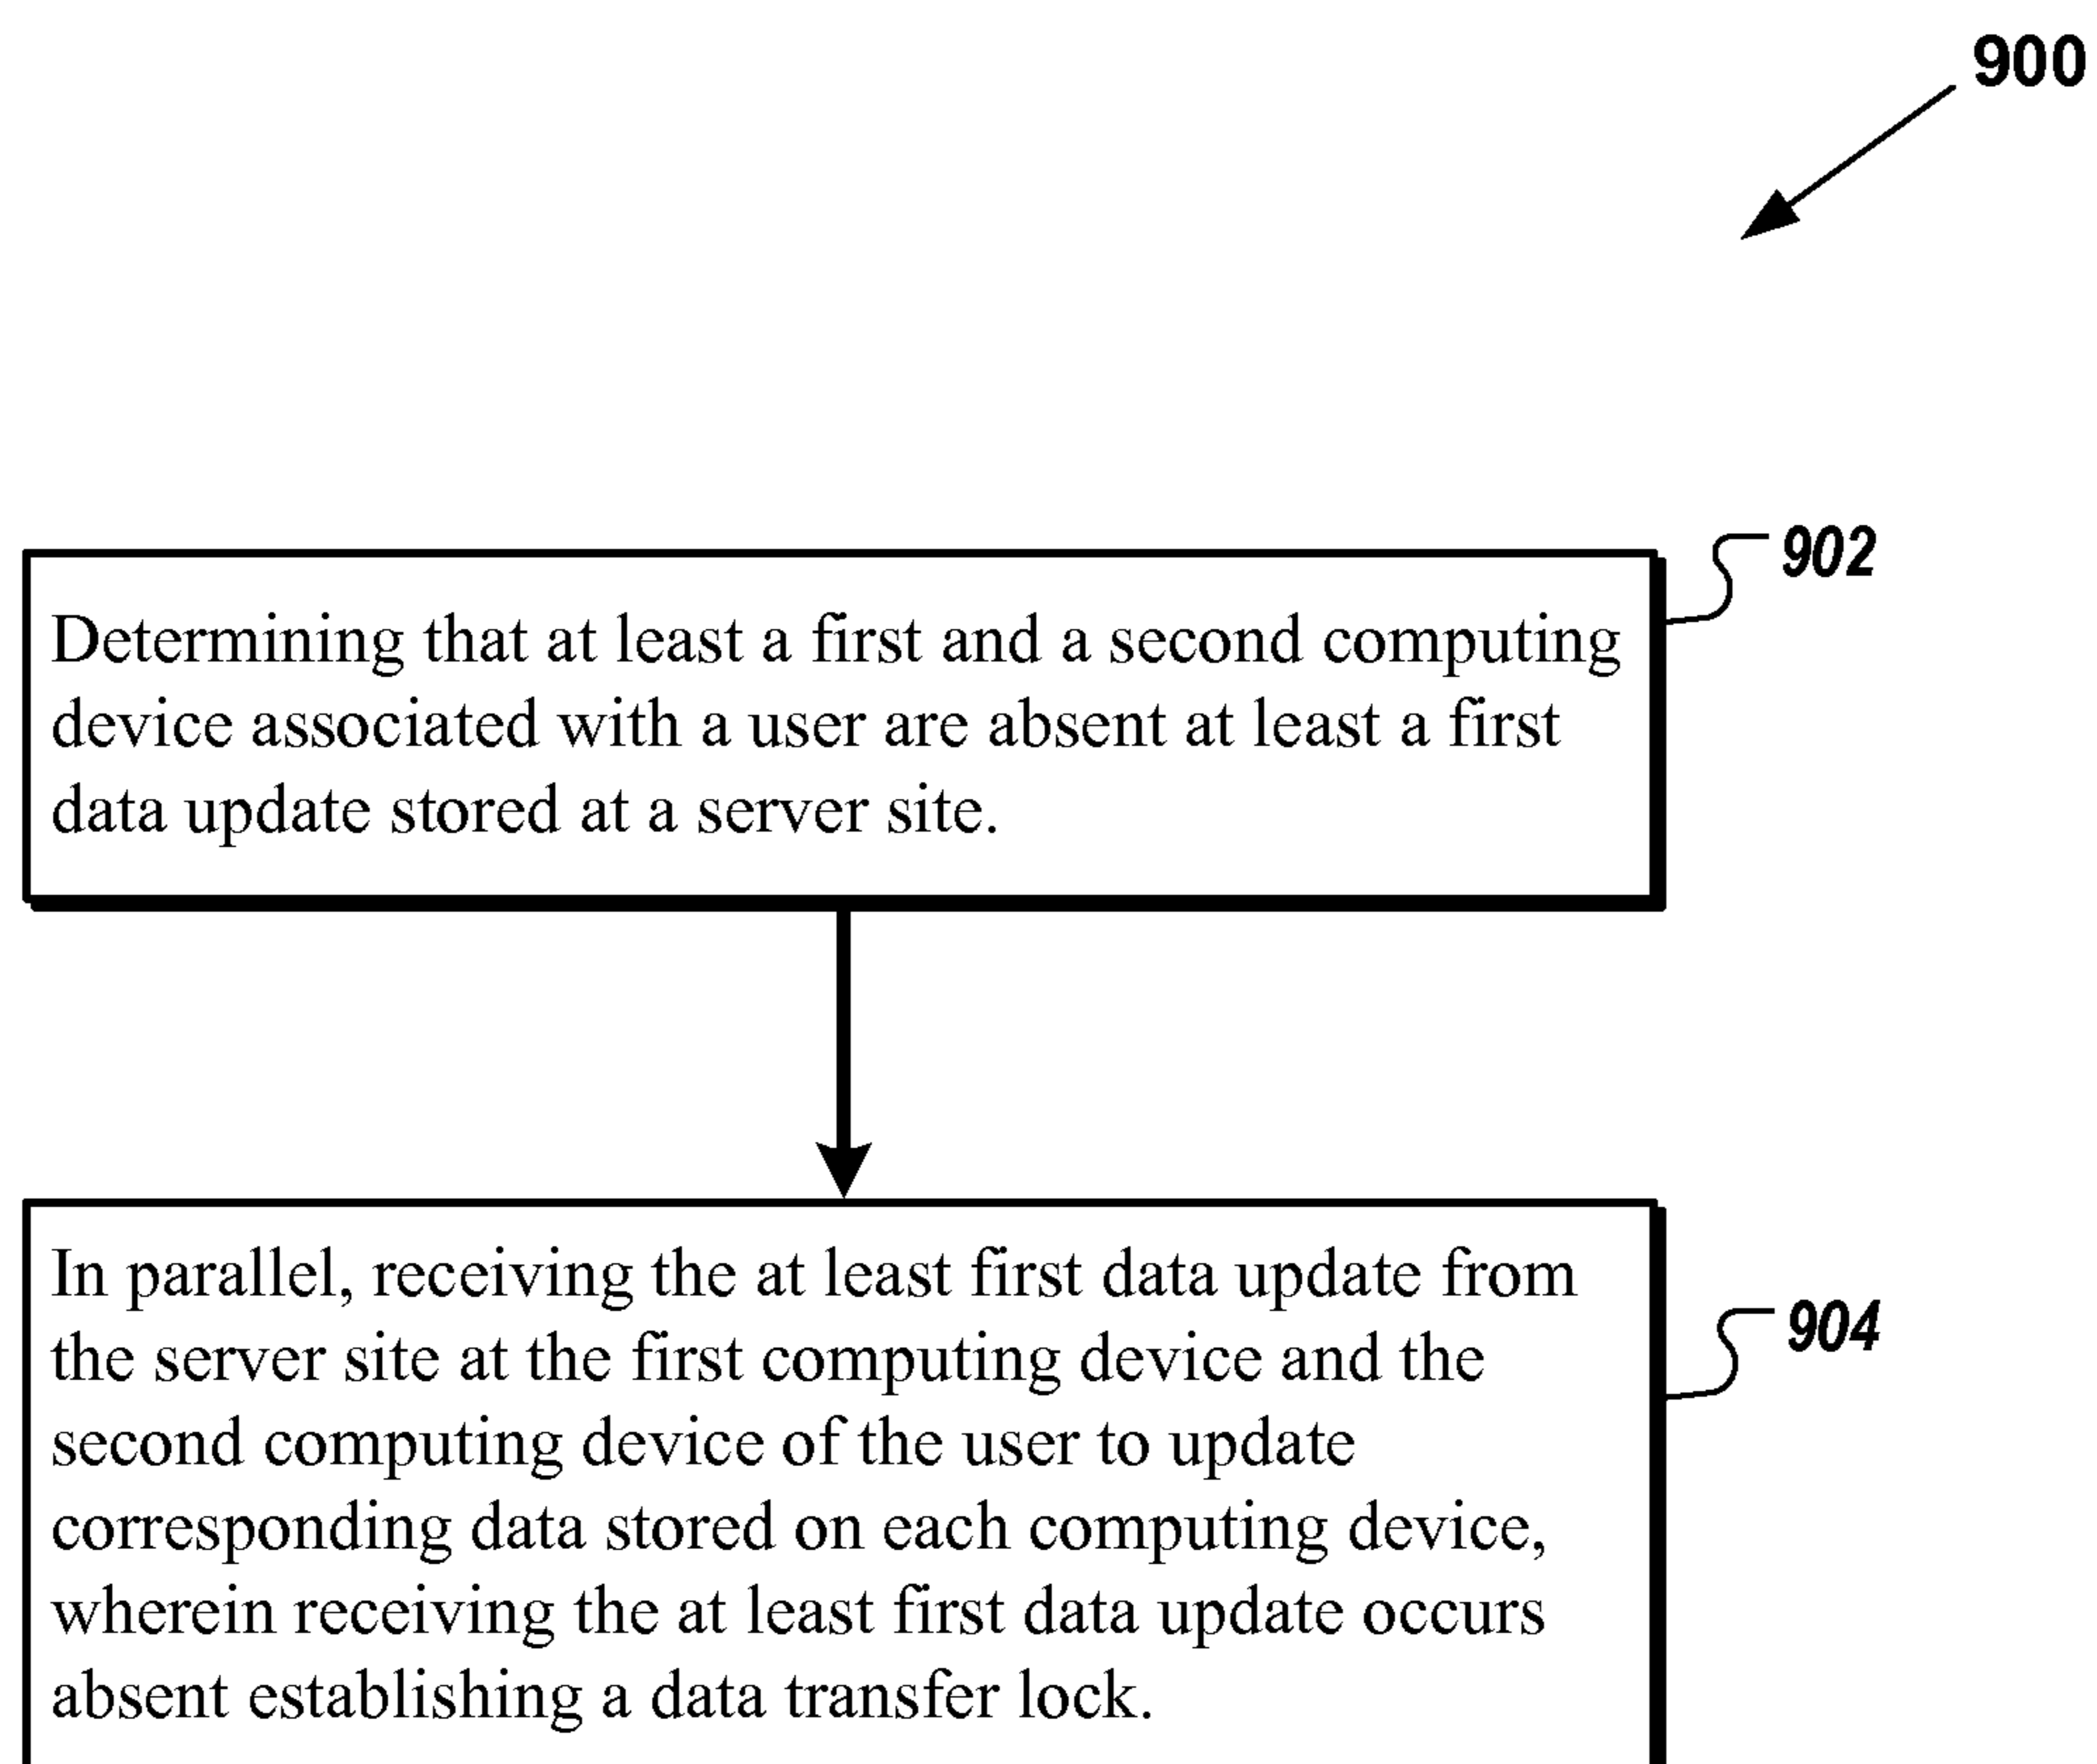 900
902
Determining that at least a first and a second computing
device associated with a user are absent at least a first
data update stored at a server site.
904
In parallel, receiving the at least first data update from
the server site at the first computing device and the
second computing device of the user to update
corresponding data stored on each computing device,
wherein receiving the at least first data update occurs
absent establishing a data transfer lock.